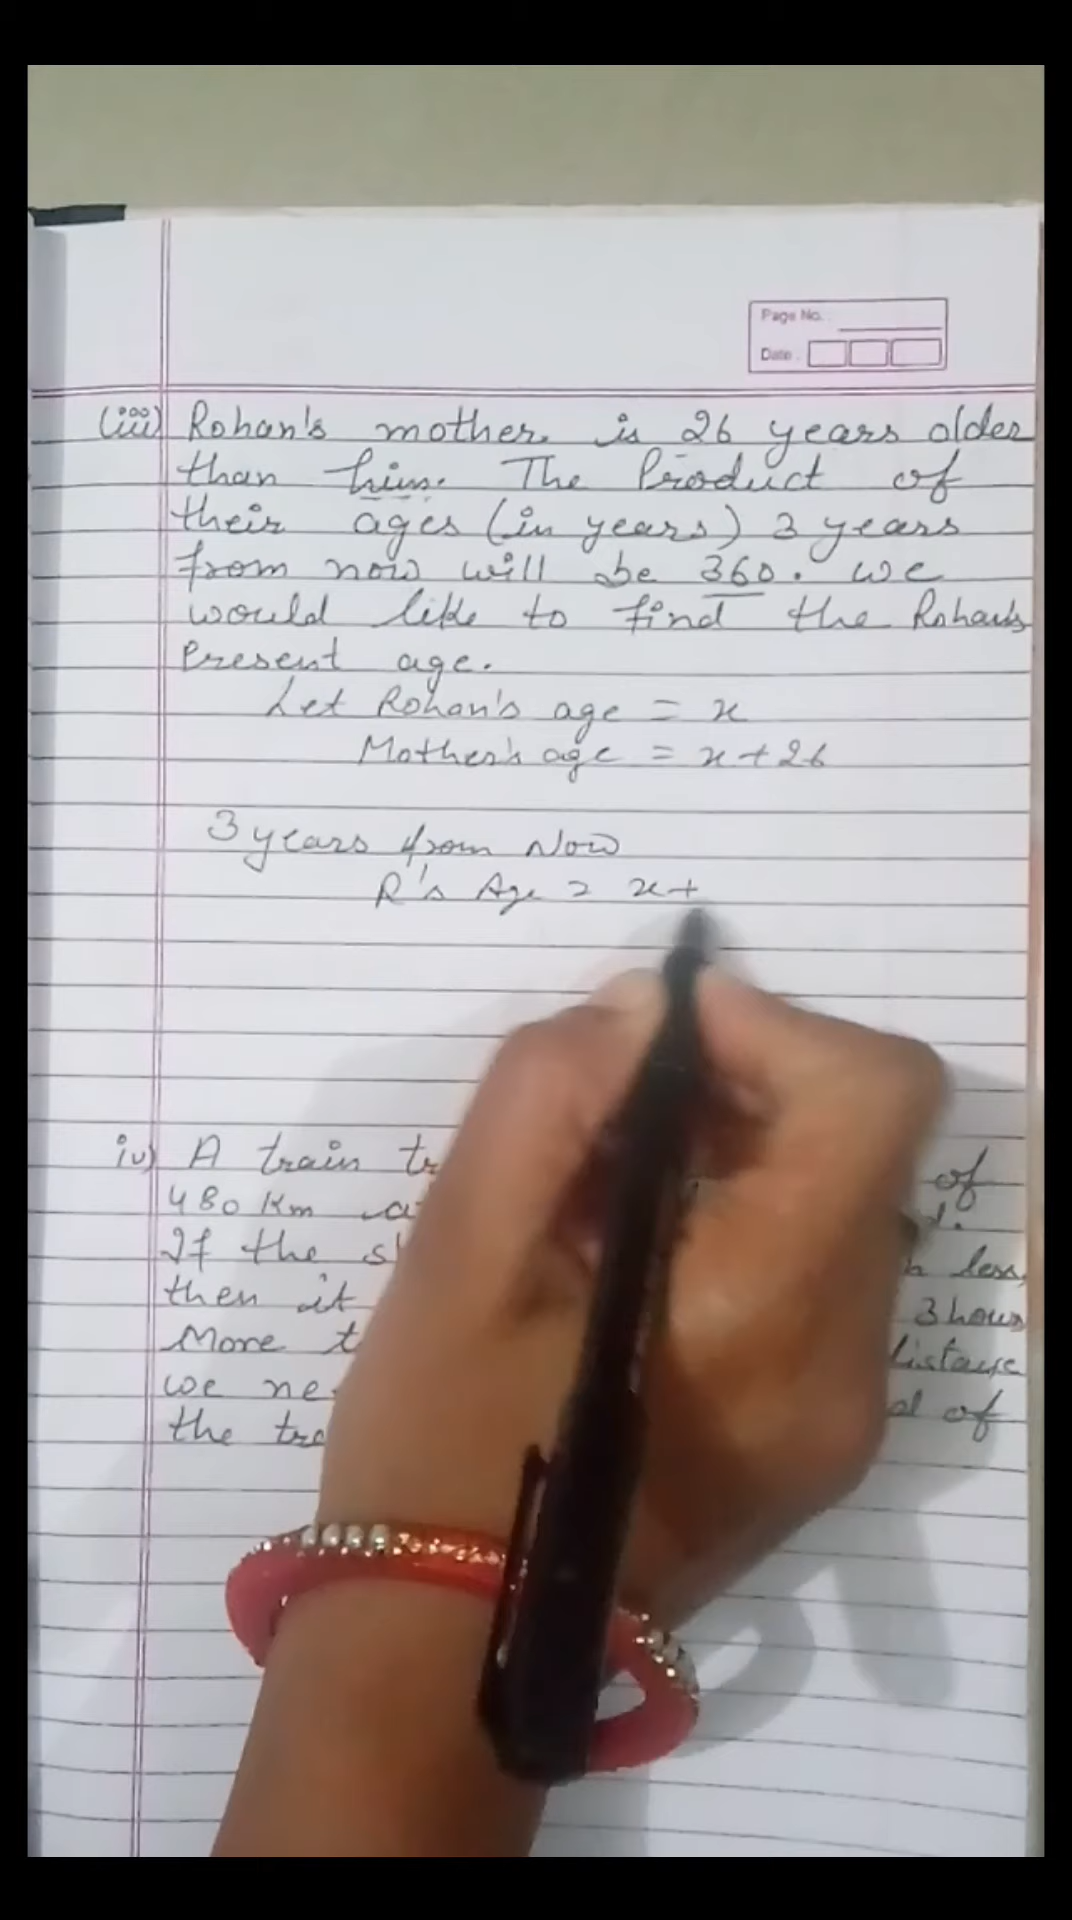 Page No.
Date
(iii) Rohan's mother. is 26 years older
than him. The Product of
their ages (in years) 3 years
from now will be 360. we
would like to find the Rohan's
Present age.
Let Rohan's age = x
Mother's age = x+26
3 years from Now
R's Age = x+
iv) A train of
480 Km
If the less,
then it 3 hours
More
we of
the